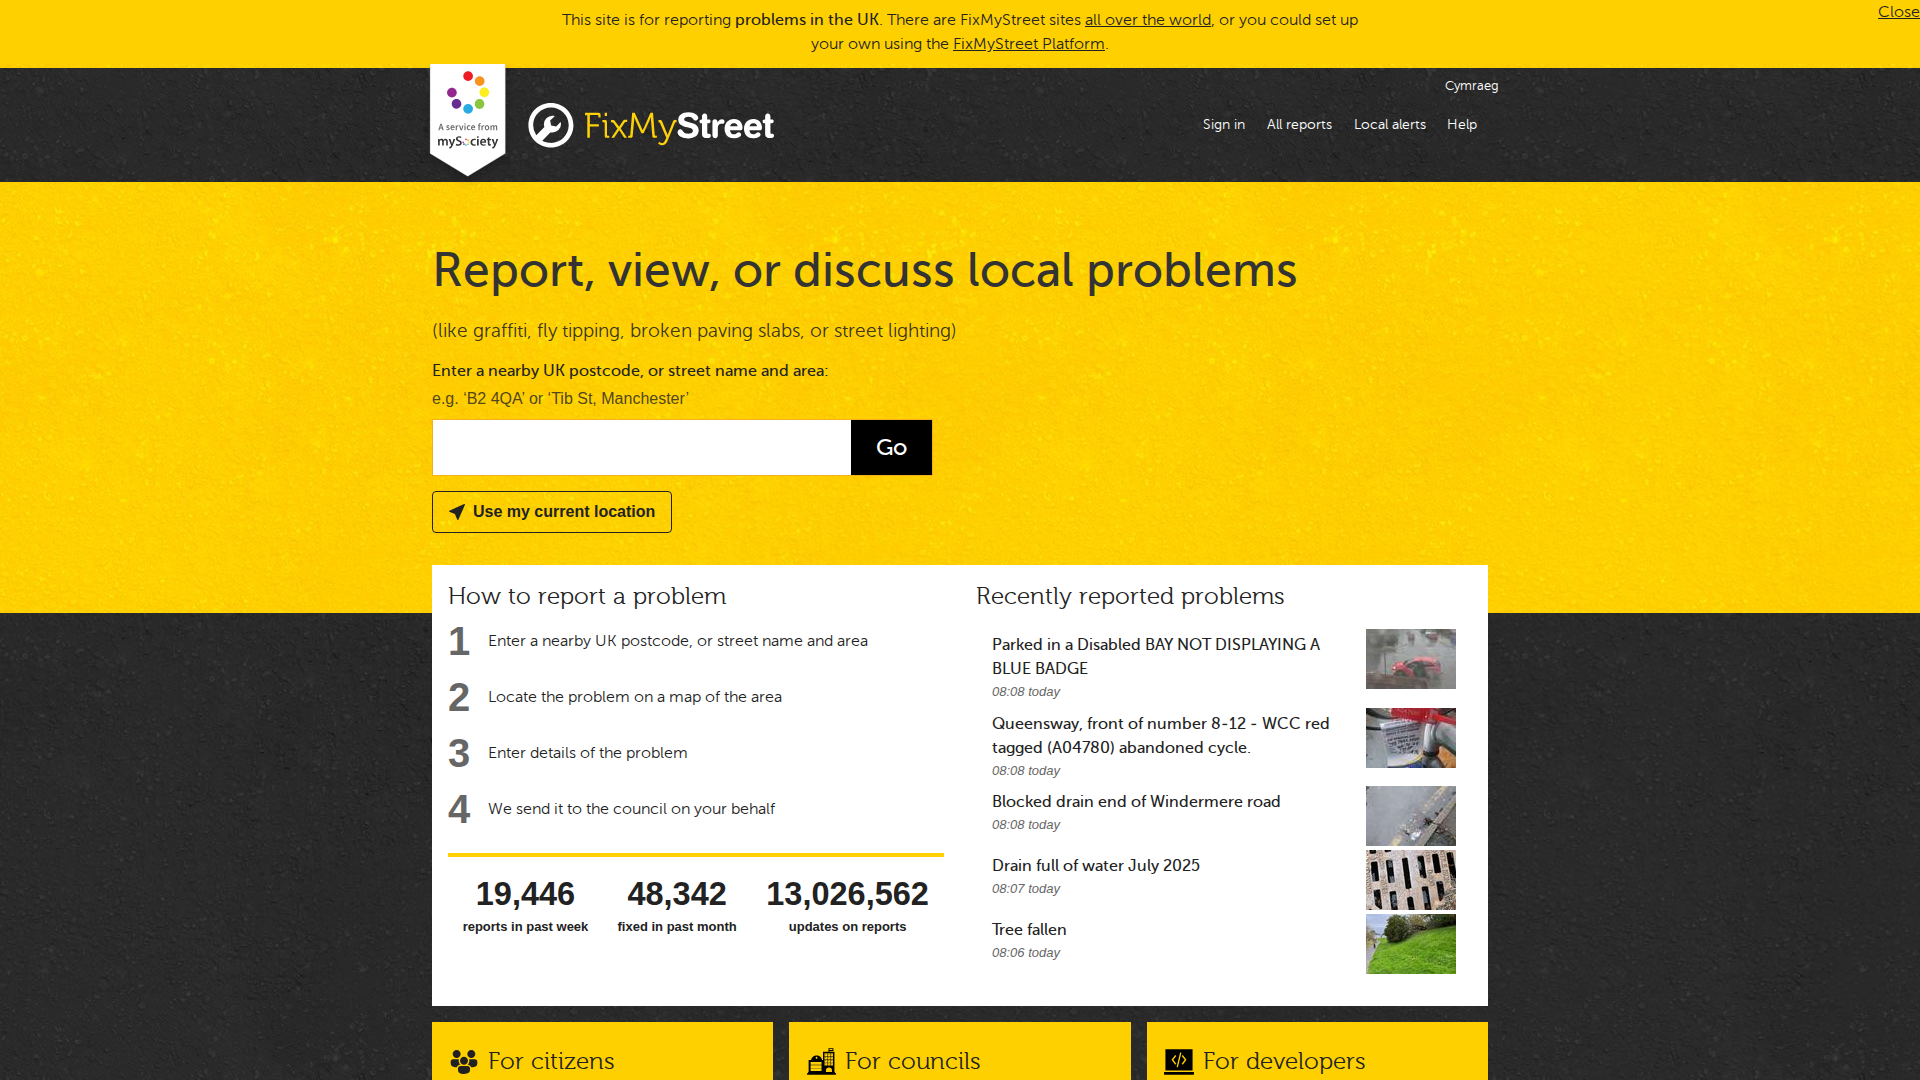 This site is for reporting problems in the UK. There are FixMyStreet sites all over the world, or you could set up
your own using the FixMyStreet Platform.
Close
A service from
mySociety
FixMyStreet
Cymraeg
Sign in
All reports
Local alerts
Help
Report, view, or discuss local problems
(like graffiti, fly tipping, broken paving slabs, or street lighting)
Enter a nearby UK postcode, or street name and area:
e.g. ‘B2 4QA’ or ‘Tib St, Manchester’
Go
Use my current location
How to report a problem
1 Enter a nearby UK postcode, or street name and area
2 Locate the problem on a map of the area
3 Enter details of the problem
4 We send it to the council on your behalf
19,446
reports in past week
48,342
fixed in past month
13,026,562
updates on reports
Recently reported problems
Parked in a Disabled BAY NOT DISPLAYING A
BLUE BADGE
08:08 today
Queensway, front of number 8-12 - WCC red
tagged (A04780) abandoned cycle.
08:08 today
Blocked drain end of Windermere road
08:08 today
Drain full of water July 2025
08:07 today
Tree fallen
08:06 today
For citizens
For councils
For developers